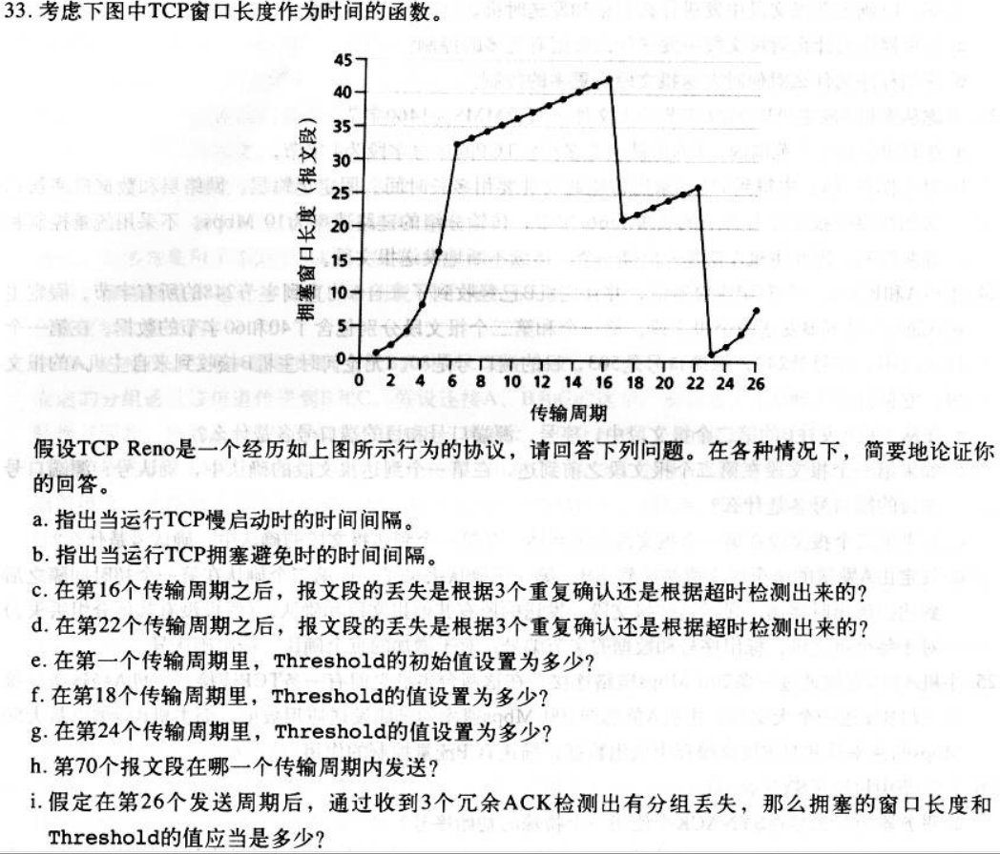 33. 考虑下图中TCP窗口长度作为时间的函数。
45
40
35
30
25
20
15
10
5
0
0 2 4 6 8 10 12 14 16 18 20 22 24 26
拥塞窗口长度（报文段）
传输周期
假设TCP Reno是一个经历如上图所示行为的协议，请回答下列问题。在各种情况下，简要地论证你
的回答。
a. 指出当运行TCP慢启动时的时间间隔。
b. 指出当运行TCP拥塞避免时的时间间隔。
c. 在第16个传输周期之后，报文段的丢失是根据3个重复确认还是根据超时检测出来的?
d. 在第22个传输周期之后，报文段的丢失是根据3个重复确认还是根据超时检测出来的?
e. 在第一个传输周期里，Threshold的初始值设置为多少?
f. 在第18个传输周期里，Threshold的值设置为多少?
g. 在第24个传输周期里，Threshold的值设置为多少?
h. 第70个报文段在哪一个传输周期内发送?
i. 假定在第26个发送周期后，通过收到3个冗余ACK检测出有分组丢失，那么拥塞的窗口长度和
Threshold的值应当是多少?